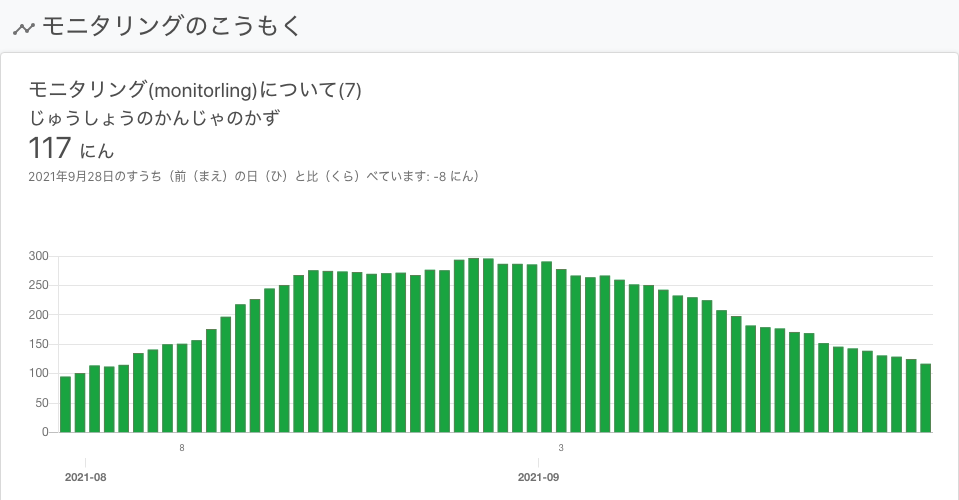 モニタリングのこうもく
モニタリング(monitorling)について(7)
じゅうしょうのかんじゃのかず
117 にん
2021年9月28日のすうち（前（まえ）の日（ひ）と比（くら）べています: -8 にん）
300
250
200
150
100
50
0
8 3
2021-08 2021-09